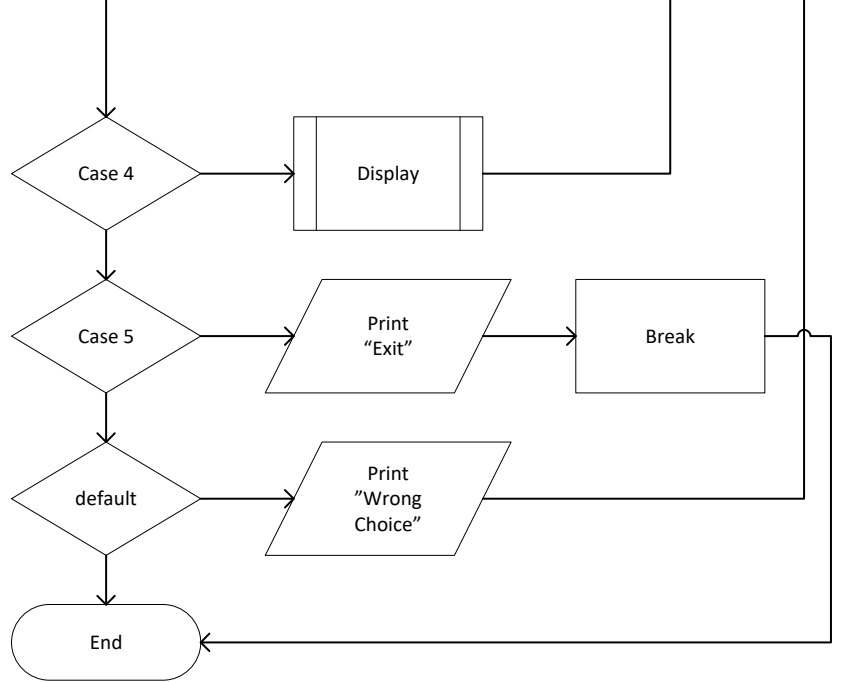 Case 4
Display
Case 5
Print
“Exit”
Break
default
Print
”Wrong
Choice”
End